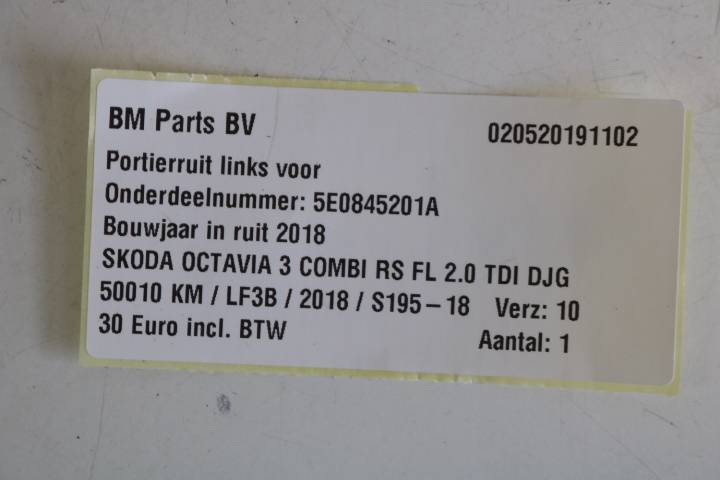 BM Parts BV 020520191102
Portierruit links voor
Onderdeelnummer: 5E0845201A
Bouwjaar in ruit 2018
SKODA OCTAVIA 3 COMBI RS FL 2.0 TDI DJG
50010 KM / LF3B / 2018 / S195-18 Verz: 10
30 Euro incl. BTW Aantal: 1